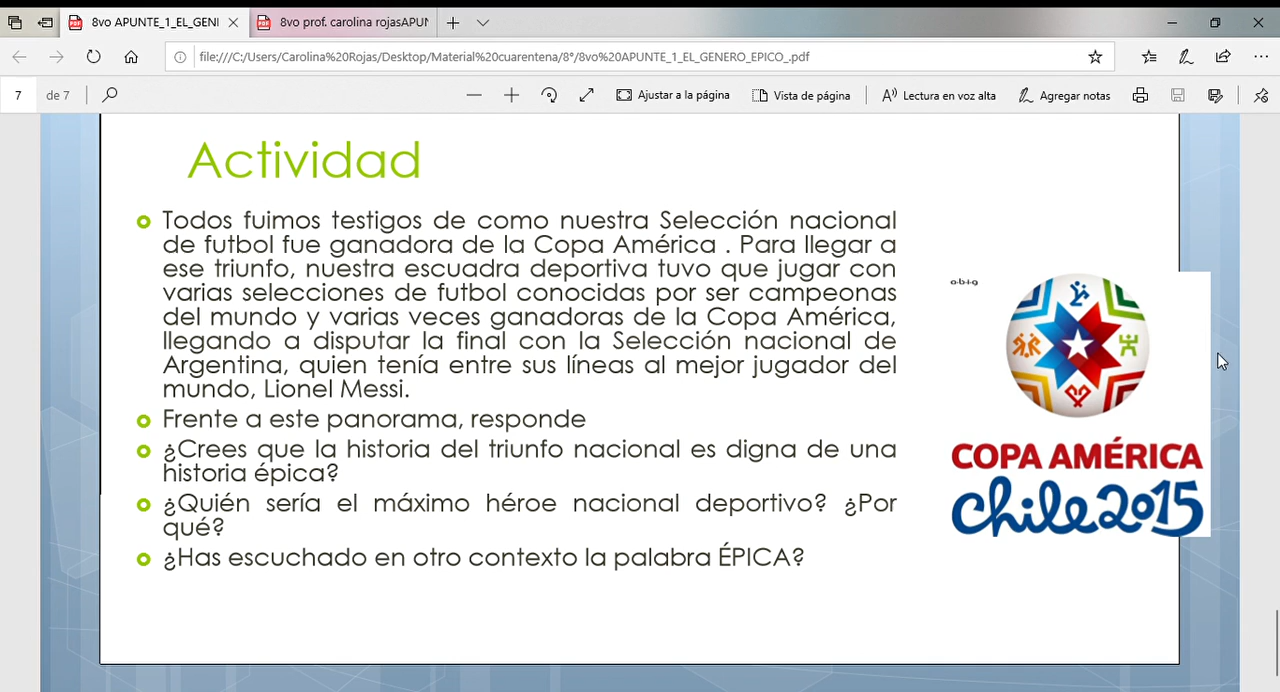 8vo APUNTE_1_EL_GENI
8vo prof. carolina rojasAPUN
file:///C:/Users/Carolina%20Rojas/Desktop/Material%20cuarentena/8°/8vo%20APUNTE_1_EL_GENERO_EPICO_.pdf
7 de 7
Ajustar a la página
Vista de página
Lectura en voz alta
Agregar notas
Actividad
Todos fuimos testigos de como nuestra Selección nacional
de futbol fue ganadora de la Copa América . Para llegar a
ese triunfo, nuestra escuadra deportiva tuvo que jugar con
varias selecciones de futbol conocidas por ser campeonas
del mundo y varias veces ganadoras de la Copa América,
llegando a disputar la final con la Selección nacional de
Argentina, quien tenía entre sus líneas al mejor jugador del
mundo, Lionel Messi.
Frente a este panorama, responde
¿Crees que la historia del triunfo nacional es digna de una
historia épica?
¿Quién sería el máximo héroe nacional deportivo? ¿Por
qué?
¿Has escuchado en otro contexto la palabra ÉPICA?
a·b·i·g
COPA AMÉRICA
chile2015